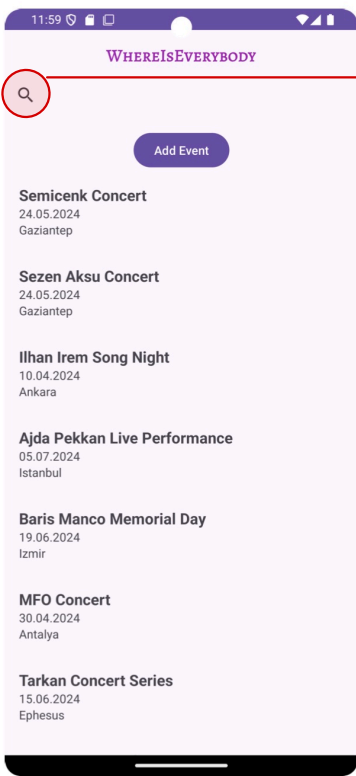 11:59
WhereIsEverybody
Add Event
Semicenk Concert
24.05.2024
Gaziantep
Sezen Aksu Concert
24.05.2024
Gaziantep
Ilhan Irem Song Night
10.04.2024
Ankara
Ajda Pekkan Live Performance
05.07.2024
Istanbul
Baris Manco Memorial Day
19.06.2024
Izmir
MFO Concert
30.04.2024
Antalya
Tarkan Concert Series
15.06.2024
Ephesus